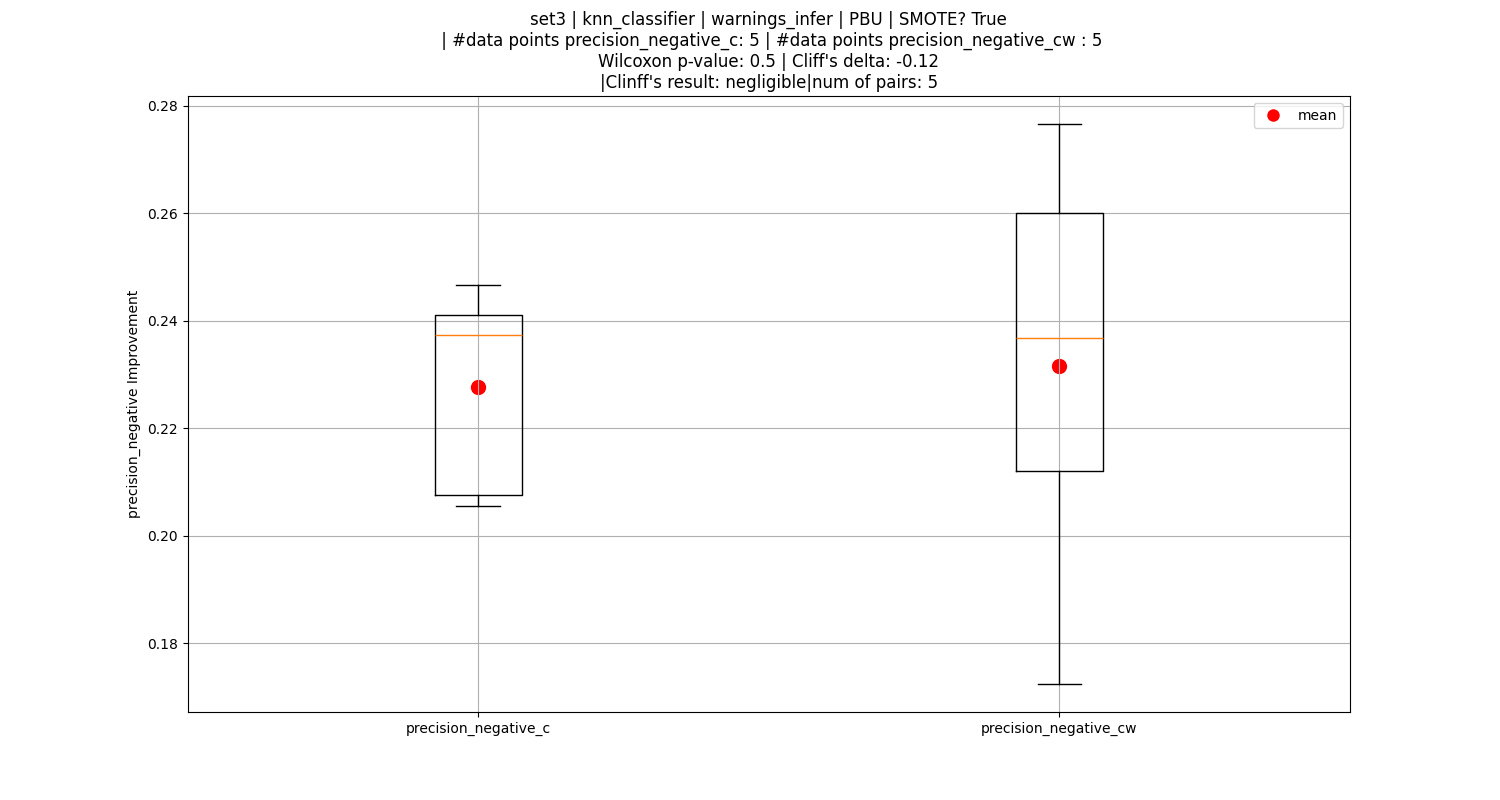 set3 | knn_classifier | warnings_infer | PBU | SMOTE? True
| #data points precision_negative_c: 5 | #data points precision_negative_cw : 5
Wilcoxon p-value: 0.5 | Cliff's delta: -0.12
|Clinff's result: negligible|num of pairs: 5
mean
0.28
0.26
0.24
0.22
0.20
0.18
precision_negative Improvement
precision_negative_c
precision_negative_cw